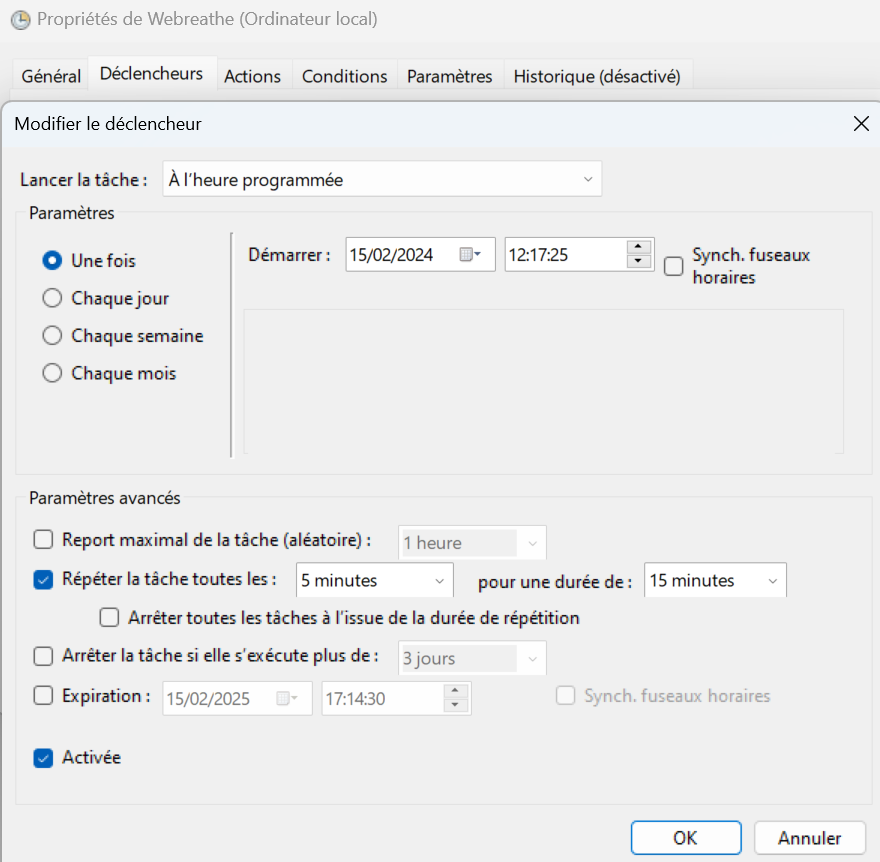 Propriétés de Webreathe (Ordinateur local)
Général Déclencheurs Actions Conditions Paramètres Historique (désactivé)
Modifier le déclencheur
Lancer la tâche : À l'heure programmée
Paramètres
Une fois
Chaque jour
Chaque semaine
Chaque mois
Démarrer : 15/02/2024 12:17:25 Synch. fuseaux
horaires
Paramètres avancés
Report maximal de la tâche (aléatoire) : 1 heure
Répéter la tâche toutes les : 5 minutes pour une durée de : 15 minutes
Arrêter toutes les tâches à l'issue de la durée de répétition
Arrêter la tâche si elle s'exécute plus de : 3 jours
Expiration : 15/02/2025 17:14:30 Synch. fuseaux horaires
Activée
OK Annuler